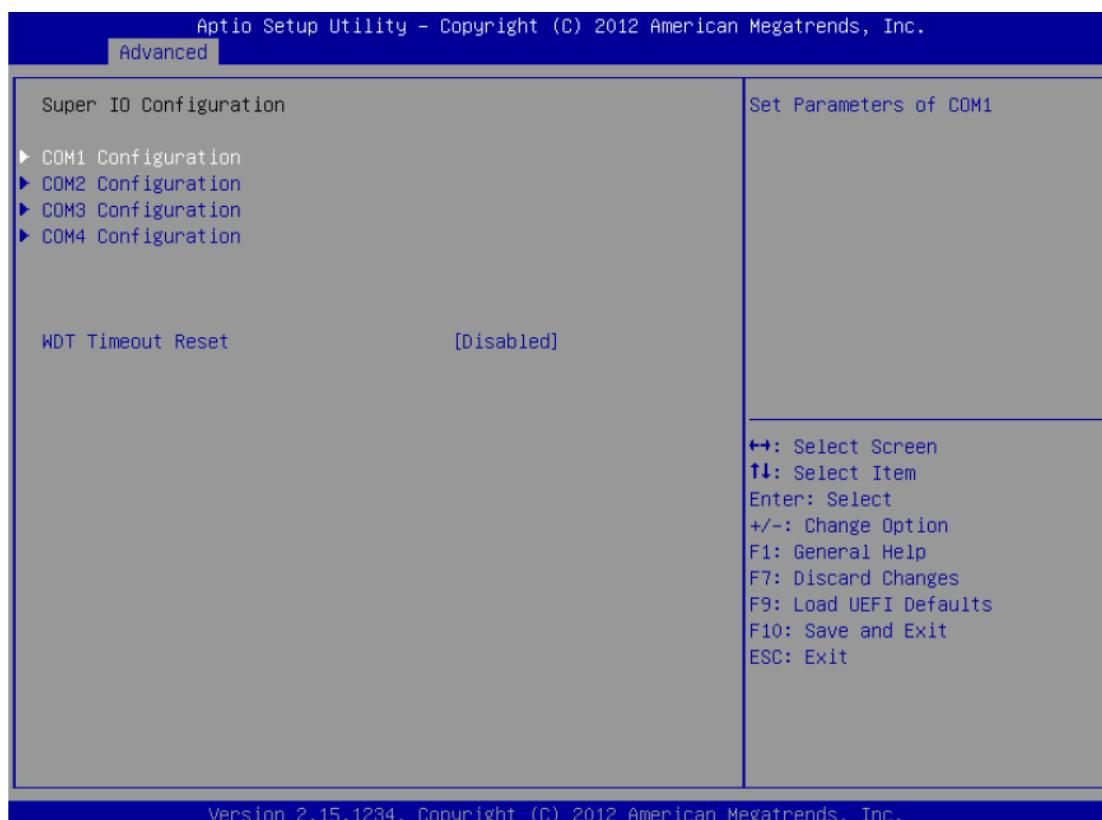 Aptio Setup Utility – Copyright (C) 2012 American Megatrends, Inc.
Advanced
Super IO Configuration
▶ COM1 Configuration
▶ COM2 Configuration
▶ COM3 Configuration
▶ COM4 Configuration
WDT Timeout Reset [Disabled]
Set Parameters of COM1
↔: Select Screen
↑↓: Select Item
Enter: Select
+/-: Change Option
F1: General Help
F7: Discard Changes
F9: Load UEFI Defaults
F10: Save and Exit
ESC: Exit
Version 2.15.1234. Copyright (C) 2012 American Megatrends, Inc.